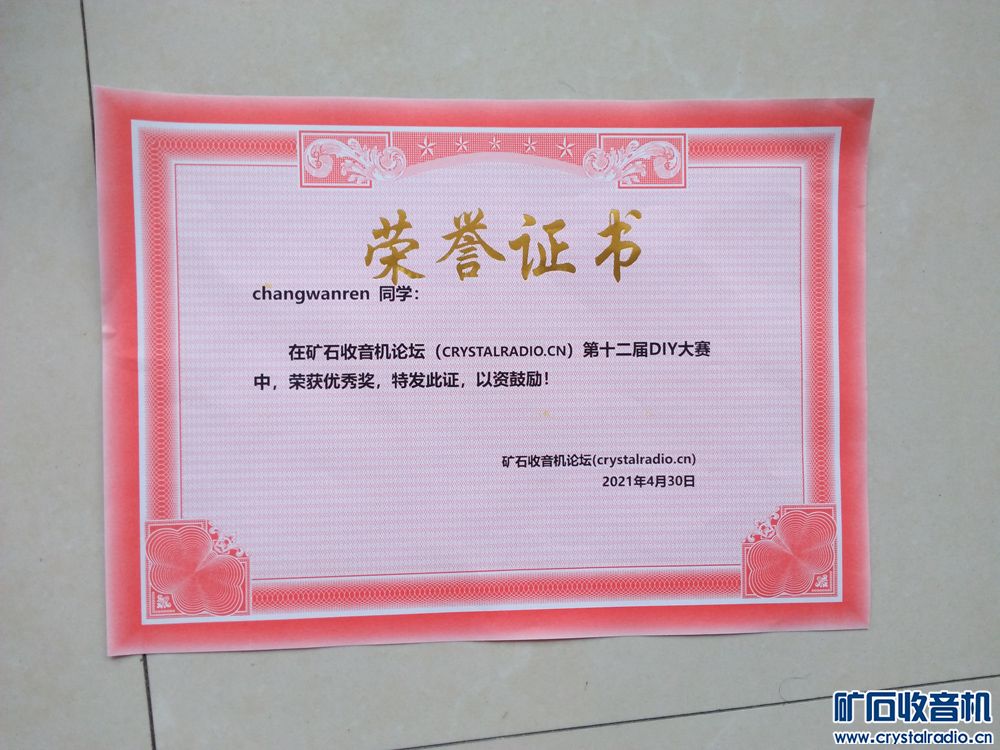 荣誉证书
changwanren 同学：
在矿石收音机论坛（CRYSTALRADIO.CN）第十二届DIY大赛
中，荣获优秀奖，特发此证，以资鼓励！
矿石收音机论坛(crystalradio.cn)
2021年4月30日
矿石收音机
www.crystalradio.cn